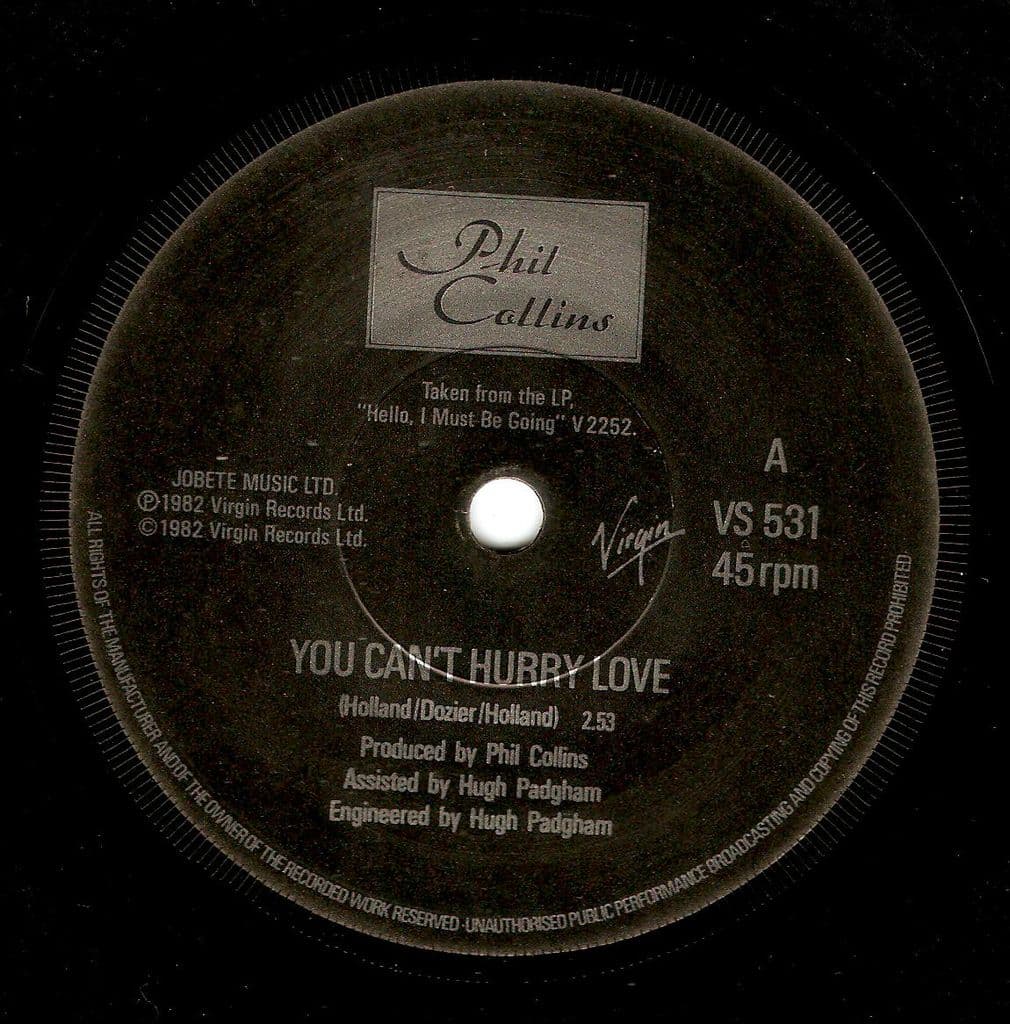 Phil
Collins
Taken from the LP,
"Hello, I Must Be Going" V 2252.
JOBETE MUSIC LTD.
℗1982 Virgin Records Ltd.
©1982 Virgin Records Ltd.
Virgin
A
VS 531
45 rpm
YOU CAN'T HURRY LOVE
(Holland/Dozier/Holland) 2.53
Produced by Phil Collins
Assisted by Hugh Padgham
Engineered by Hugh Padgham
ALL RIGHTS OF THE MANUFACTURER AND OF THE OWNER OF THE RECORDED WORK RESERVED · UNAUTHORISED PUBLIC PERFORMANCE BROADCASTING AND COPYING OF THIS RECORD PROHIBITED